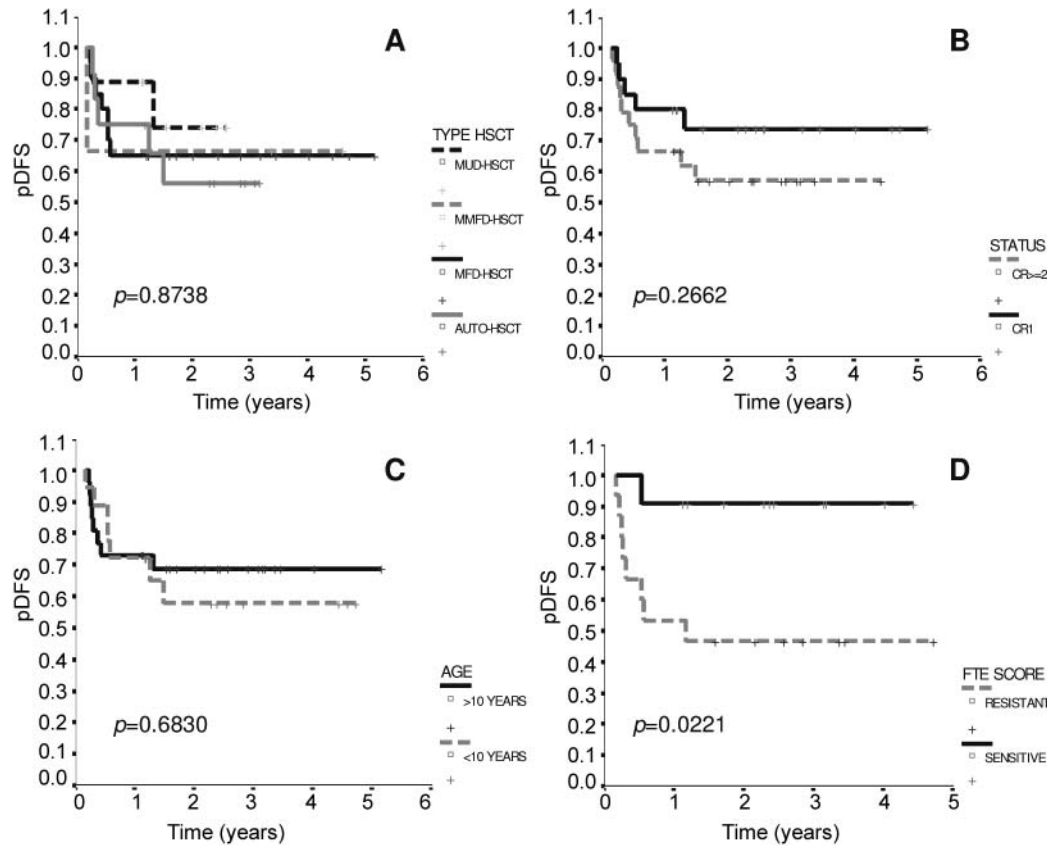 A
pDFS
1.1
1.0
0.9
0.8
0.7
0.6
0.5
0.4
0.3
0.2
0.1
0.0
p=0.8738
0 1 2 3 4 5 6
Time (years)
TYPE HSCT
MUD-HSCT
MMFD-HSCT
MFD-HSCT
AUTO-HSCT
B
pDFS
1.1
1.0
0.9
0.8
0.7
0.6
0.5
0.4
0.3
0.2
0.1
0.0
p=0.2662
0 1 2 3 4 5 6
Time (years)
STATUS
CR>=2
CR1
C
pDFS
1.1
1.0
0.9
0.8
0.7
0.6
0.5
0.4
0.3
0.2
0.1
0.0
p=0.6830
0 1 2 3 4 5 6
Time (years)
AGE
>10 YEARS
<10 YEARS
D
pDFS
1.1
1.0
0.9
0.8
0.7
0.6
0.5
0.4
0.3
0.2
0.1
0.0
p=0.0221
0 1 2 3 4 5
Time (years)
FTE SCORE
RESISTANT
SENSITIVE